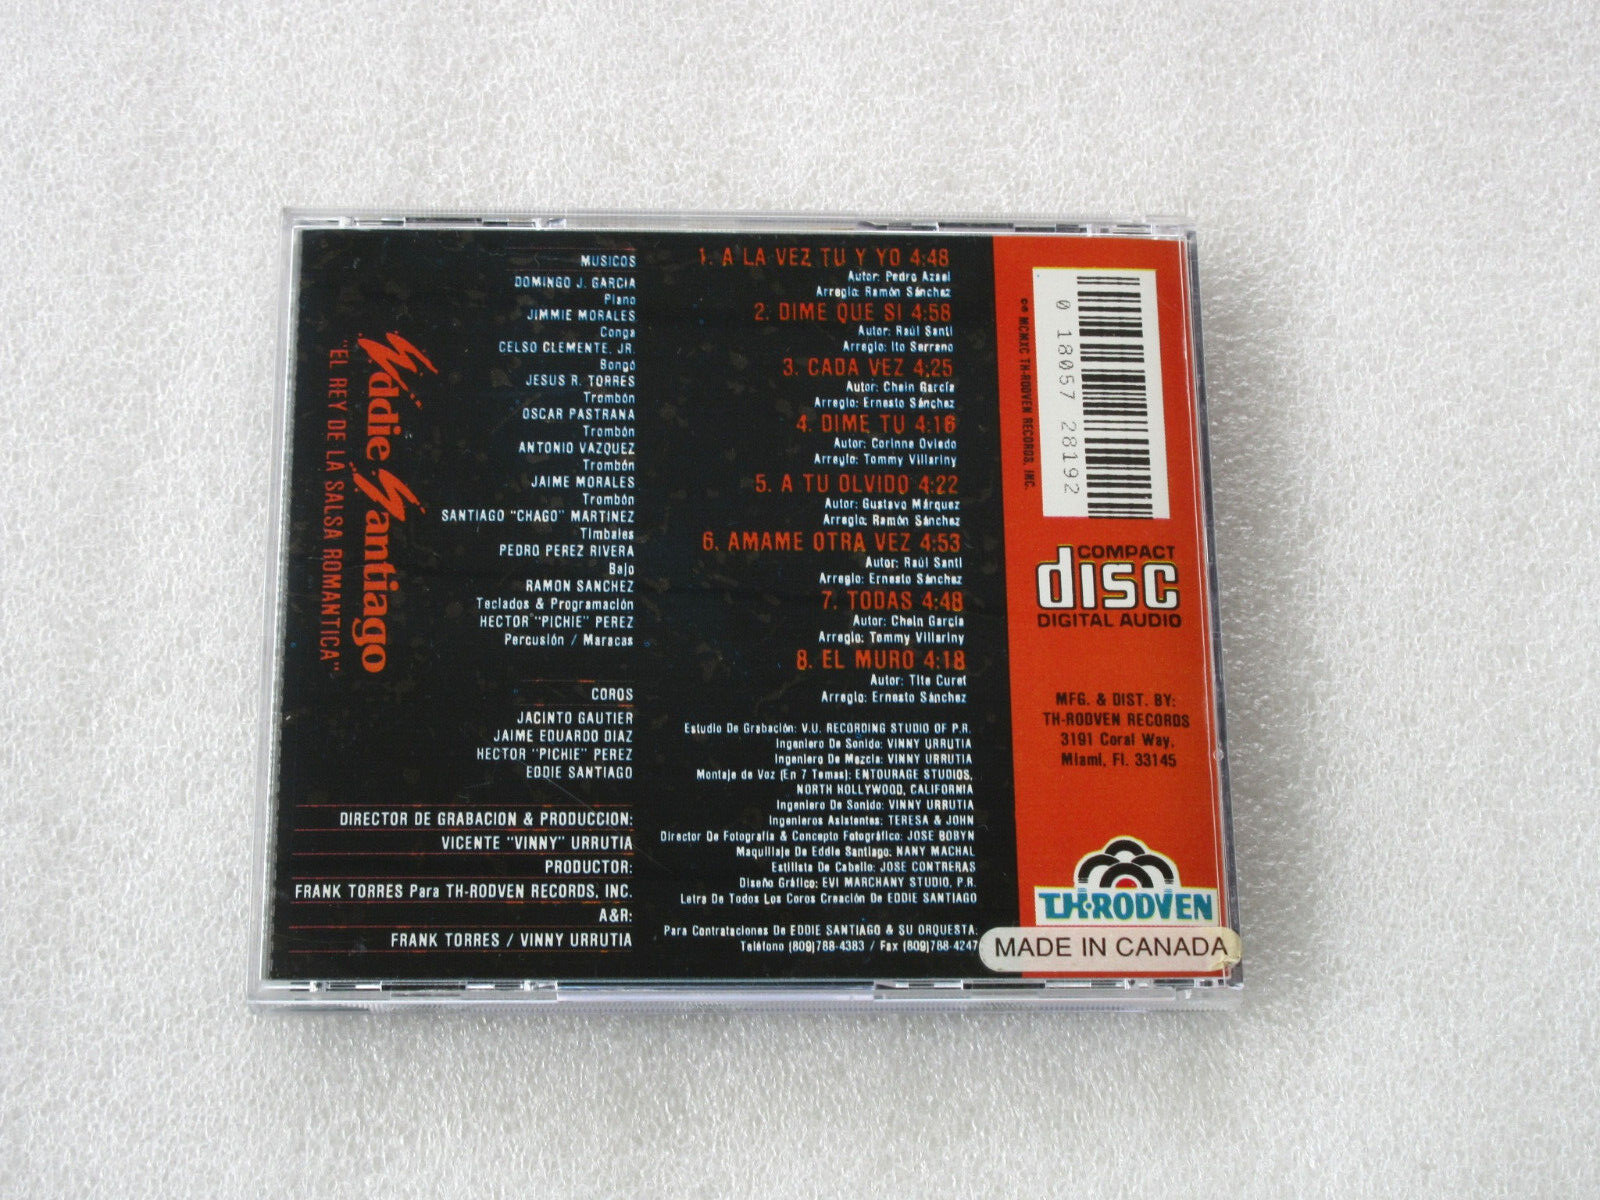 Eddie Santiago
"EL REY DE LA SALSA ROMANTICA"
MUSICOS
DOMINGO J. GARCIA
Piano
JIMMIE MORALES
Conga
CELSO CLEMENTE, JR.
Bongó
JESUS R. TORRES
Trombón
OSCAR PASTRANA
Trombón
ANTONIO VAZQUEZ
Trombón
JAIME MORALES
Trombón
SANTIAGO "CHAGO" MARTINEZ
Timbales
PEDRO PEREZ RIVERA
Bajo
RAMON SANCHEZ
Teclados & Programación
HECTOR "PICHIE" PEREZ
Percusión / Maracas
COROS
JACINTO GAUTIER
JAIME EDUARDO DIAZ
HECTOR "PICHIE" PEREZ
EDDIE SANTIAGO
DIRECTOR DE GRABACION & PRODUCCION:
VICENTE "VINNY" URRUTIA
PRODUCTOR:
FRANK TORRES Para TH-RODVEN RECORDS, INC.
A&R:
FRANK TORRES / VINNY URRUTIA
1. A LA VEZ TU Y YO 4:48
Autor: Pedro Azael
Arreglo: Ramón Sánchez
2. DIME QUE SI 4:58
Autor: Raúl Santi
Arreglo: Ito Serrano
3. CADA VEZ 4:25
Autor: Chein García
Arreglo: Ernesto Sánchez
4. DIME TU 4:16
Autor: Corinne Oviedo
Arreglo: Tommy Villariny
5. A TU OLVIDO 4:22
Autor: Gustavo Márquez
Arreglo: Ramón Sánchez
6. AMAME OTRA VEZ 4:53
Autor: Raúl Santi
Arreglo: Ernesto Sánchez
7. TODAS 4:48
Autor: Chein García
Arreglo: Tommy Villariny
8. EL MURO 4:18
Autor: Tite Curet
Arreglo: Ernesto Sánchez
Estudio De Grabación: V.U. RECORDING STUDIO OF P.R.
Ingeniero De Sonido: VINNY URRUTIA
Ingeniero De Mezcla: VINNY URRUTIA
Montaje de Voz (En 7 Temas): ENTOURAGE STUDIOS,
NORTH HOLLYWOOD, CALIFORNIA
Ingeniero De Sonido: VINNY URRUTIA
Ingenieros Asistentes: TERESA & JOHN
Director De Fotografía & Concepto Fotográfico: JOSE BOBYN
Maquillaje De Eddie Santiago: NANY MACHAL
Estilista De Cabello: JOSE CONTRERAS
Diseño Gráfico: EVI MARCHANY STUDIO, P.R.
Letra De Todos Los Coros Creación De EDDIE SANTIAGO
Para Contrataciones De EDDIE SANTIAGO & SU ORQUESTA:
Teléfono (809)788-4383 / Fax (809)788-4247
℗© MCMXC TH-RODVEN RECORDS, INC.
0 18057 28192
COMPACT
disc
DIGITAL AUDIO
MFG. & DIST. BY:
TH-RODVEN RECORDS
3191 Coral Way,
Miami, Fl. 33145
TH·RODVEN
MADE IN CANADA